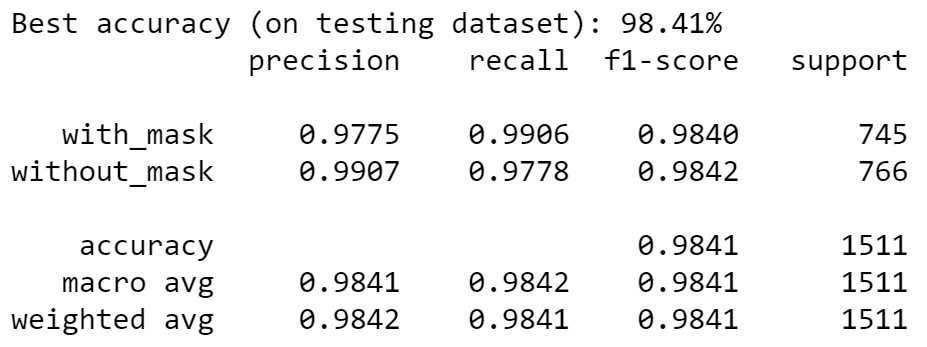 Best accuracy (on testing dataset): 98.41%
precision recall f1-score support
with_mask 0.9775 0.9906 0.9840 745
without_mask 0.9907 0.9778 0.9842 766
accuracy 0.9841 1511
macro avg 0.9841 0.9842 0.9841 1511
weighted avg 0.9842 0.9841 0.9841 1511